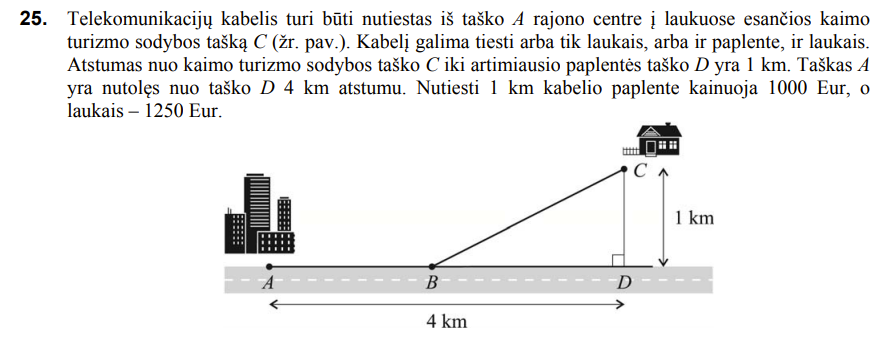 25. Telekomunikacijų kabelis turi būti nutiestas iš taško A rajono centre į laukuose esančios kaimo
turizmo sodybos tašką C (žr. pav.). Kabelį galima tiesti arba tik laukais, arba ir paplente, ir laukais.
Atstumas nuo kaimo turizmo sodybos taško C iki artimiausio paplentės taško D yra 1 km. Taškas A
yra nutolęs nuo taško D 4 km atstumu. Nutiesti 1 km kabelio paplente kainuoja 1000 Eur, o
laukais – 1250 Eur.
C
1 km
A
B
D
4 km